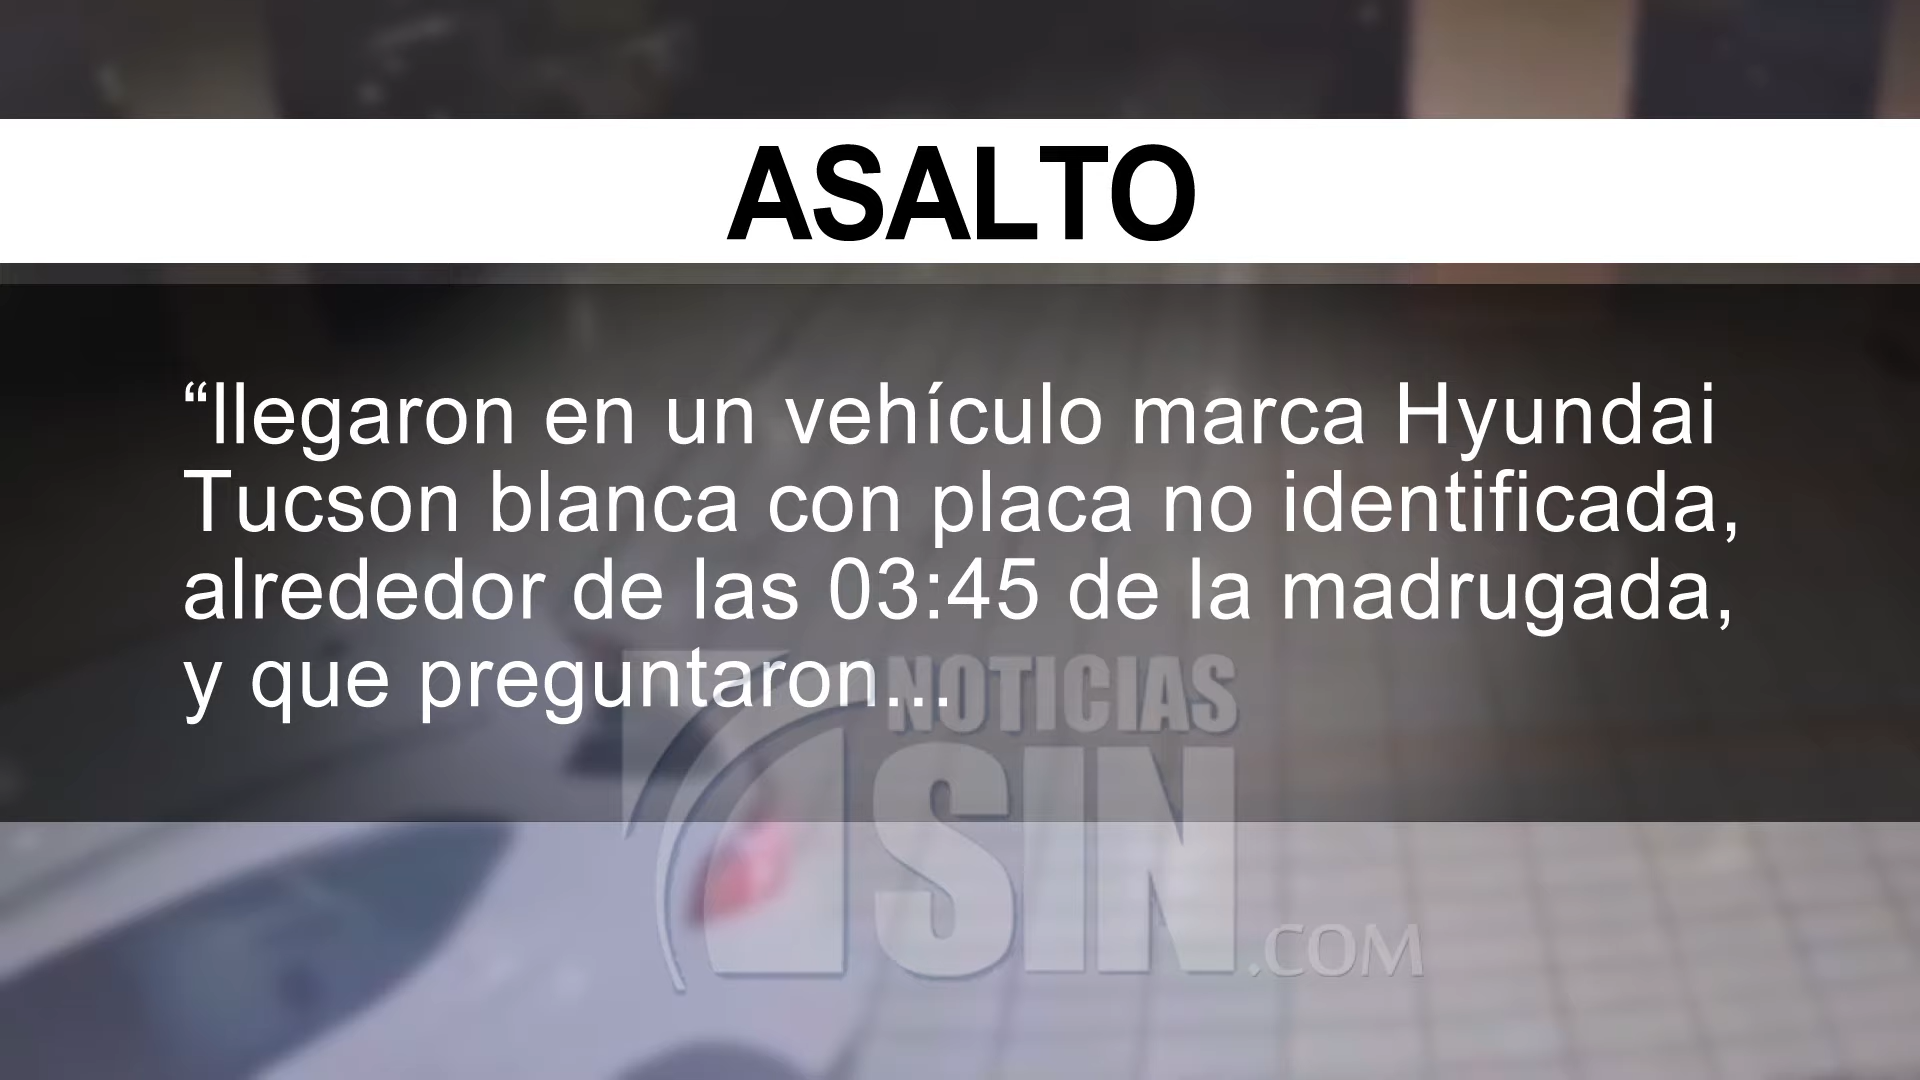 ASALTO
“llegaron en un vehículo marca Hyundai
Tucson blanca con placa no identificada,
alrededor de las 03:45 de la madrugada,
y que preguntaron...
NOTICIAS
SIN
.COM